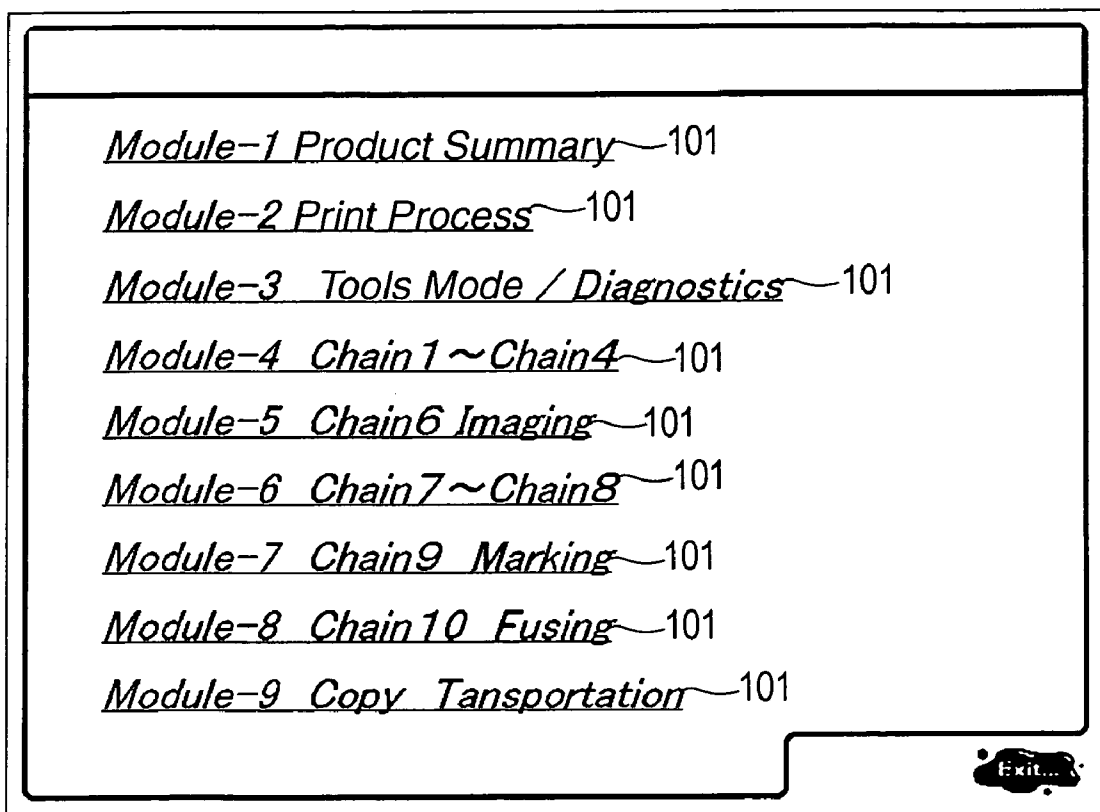 Module-1 Product Summary 101
Module-2 Print Process 101
Module-3 Tools Mode / Diagnostics 101
Module-4 Chain1~Chain4 101
Module-5 Chain6 Imaging 101
Module-6 Chain7~Chain8 101
Module-7 Chain9 Marking 101
Module-8 Chain10 Fusing 101
Module-9 Copy Tansportation 101
Exit...